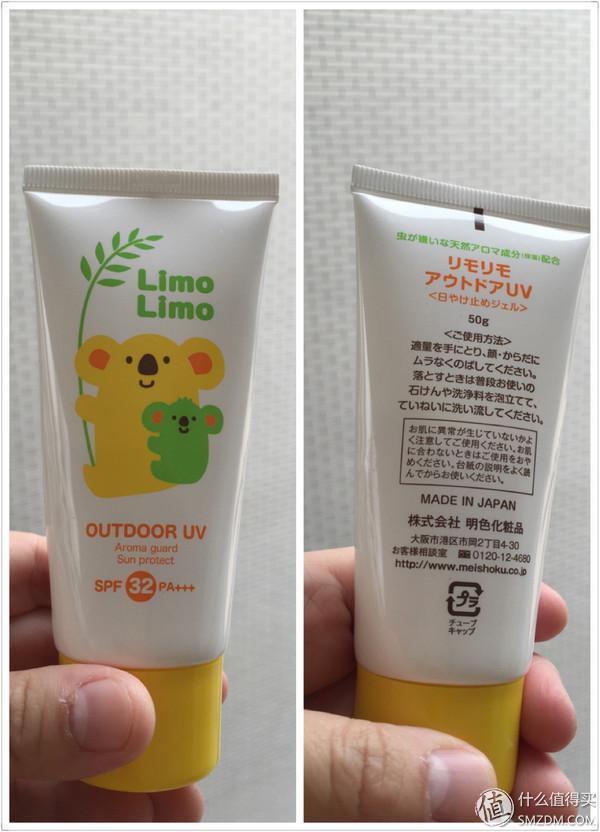 Limo
Limo
OUTDOOR UV
Aroma guard
Sun protect
SPF 32 PA+++
虫が嫌いな天然アロマ成分(保湿)配合
リモリモ
アウトドアUV
<日やけ止めジェル>
50g
<ご使用方法>
適量を手にとり、顔・からだに
ムラなくのばしてください。
落とすときは普段お使いの
石けんや洗浄料を泡立てて、
ていねいに洗い流してください。
お肌に異常が生じていないかよ
く注意してご使用ください。お肌
に合わないときはご使用をおや
めください。台紙の説明をよく読
んでからお使いください。
MADE IN JAPAN
株式会社 明色化粧品
大阪市港区市岡2丁目4-30
お客様相談室 0120-12-4680
http://www.meishoku.co.jp
プラ
チューブ
キャップ
值 什么值得买
SMZDM.COM